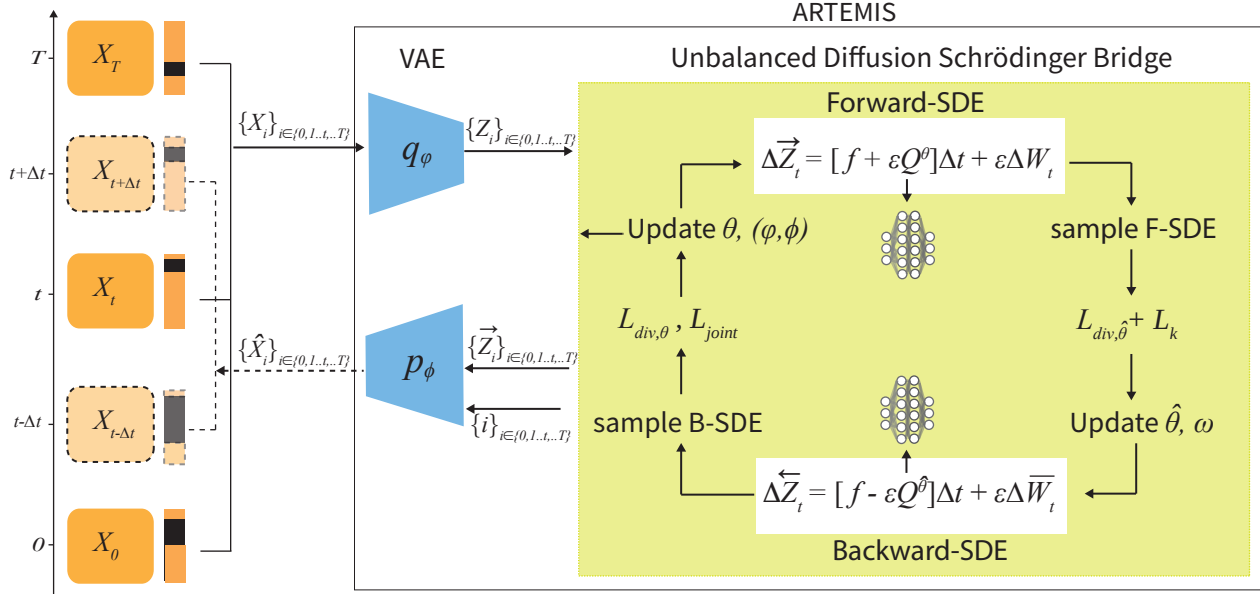 ARTEMIS
VAE
Unbalanced Diffusion Schrödinger Bridge
T
X_T
t+Δt
X_{t+Δt}
t
X_t
t-Δt
X_{t-Δt}
0
X_0
{X_i}_{i∈{0,1..t,..T}}
q_φ
{Z_i}_{i∈{0,1..t,..T}}
{X̂_i}_{i∈{0,1..t,..T}}
p_ϕ
{Z⃗_i}_{i∈{0,1..t,..T}}
{i}_{i∈{0,1..t,..T}}
Forward-SDE
ΔZ⃗_t = [f + εQ^θ]Δt + εΔW_t
Update θ, (φ,ϕ)
sample F-SDE
L_{div,θ} , L_{joint}
L_{div,θ̂} + L_k
sample B-SDE
Update θ̂, ω
ΔZ⃖_t = [f - εQ^θ̂]Δt + εΔW̅_t
Backward-SDE